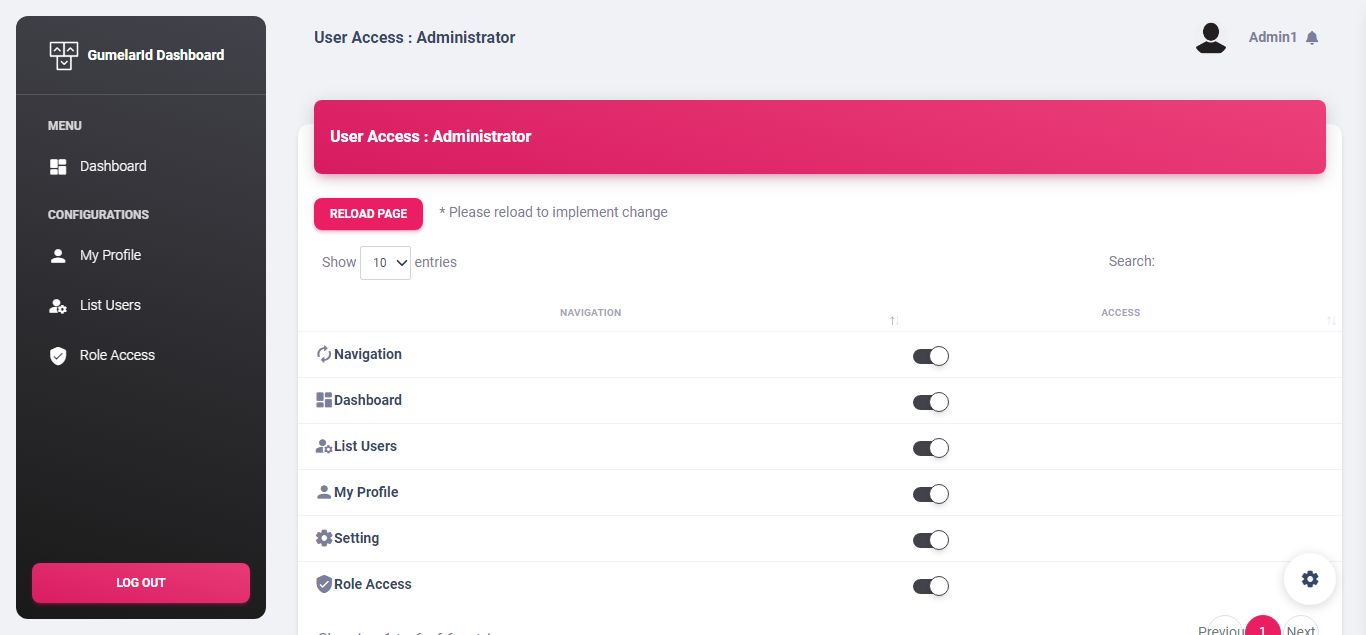 GumelarId Dashboard
MENU
Dashboard
CONFIGURATIONS
My Profile
List Users
Role Access
LOG OUT
User Access : Administrator
Admin1
User Access : Administrator
RELOAD PAGE
* Please reload to implement change
Show 10 entries
Search:
NAVIGATION
ACCESS
Navigation
Dashboard
List Users
My Profile
Setting
Role Access
Previou
1
Next